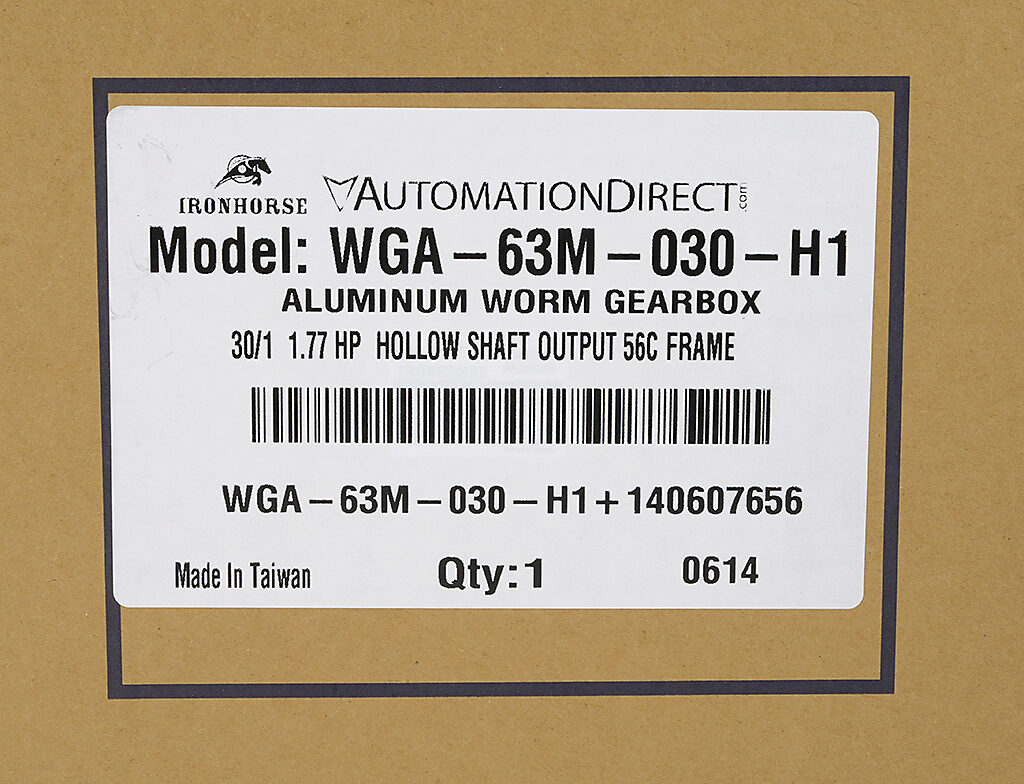 IRONHORSE AUTOMATIONDIRECT.com
Model: WGA-63M-030-H1
ALUMINUM WORM GEARBOX
30/1 1.77 HP HOLLOW SHAFT OUTPUT 56C FRAME
WGA-63M-030-H1+140607656
Made In Taiwan Qty:1 0614